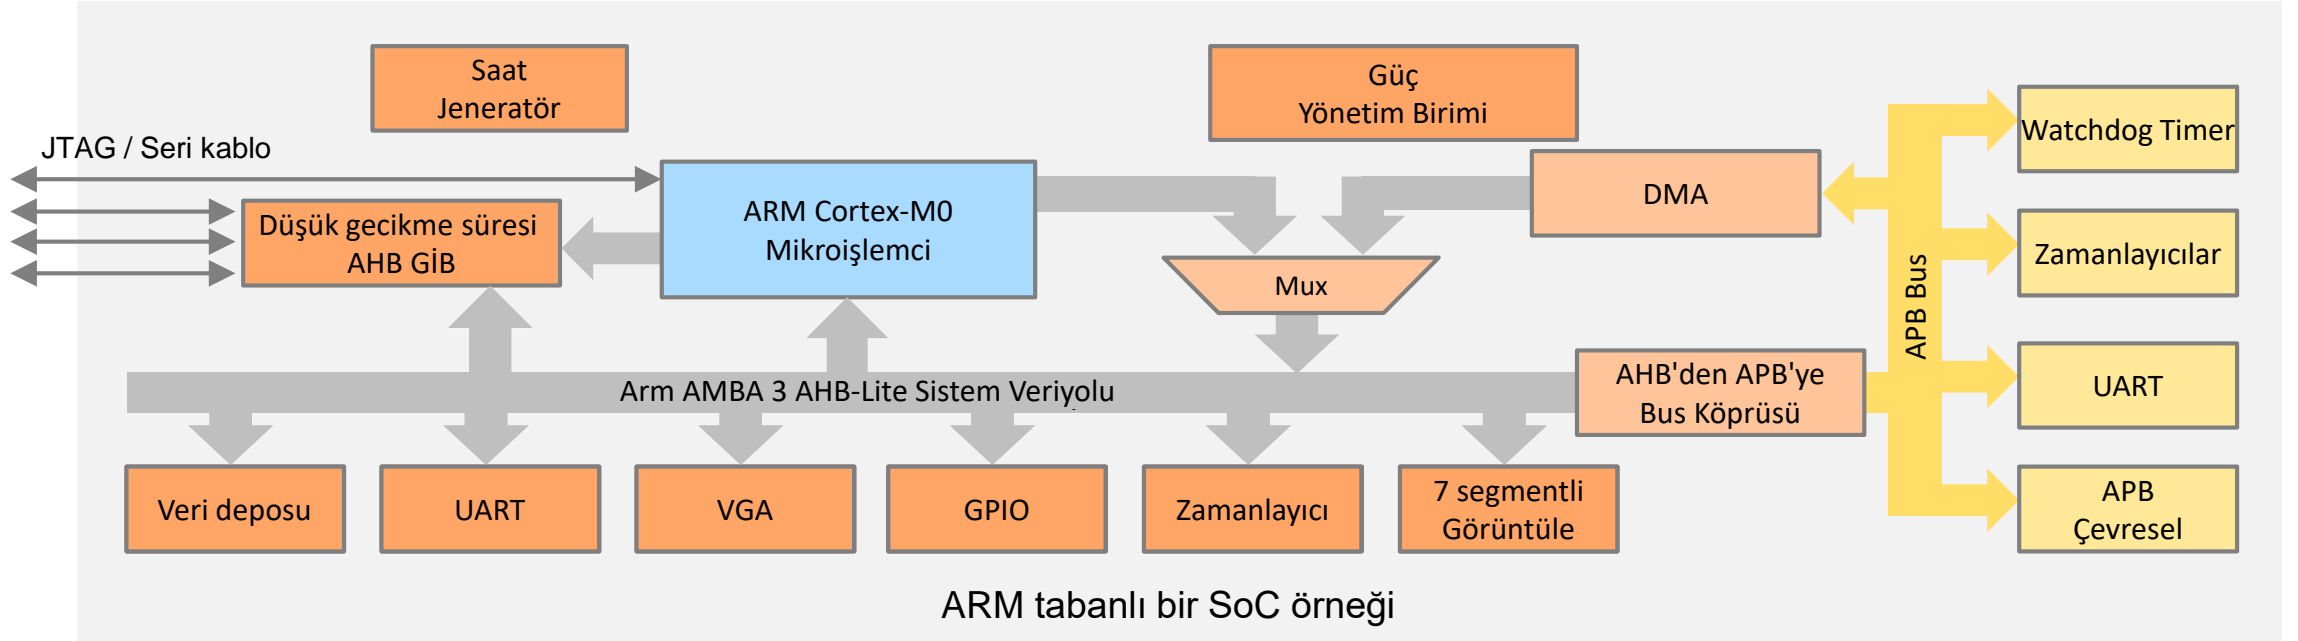 Saat
Jeneratör
Güç
Yönetim Birimi
JTAG / Seri kablo
Watchdog Timer
Düşük gecikme süresi
AHB GİB
ARM Cortex-M0
Mikroişlemci
DMA
Mux
Zamanlayıcılar
APB Bus
Arm AMBA 3 AHB-Lite Sistem Veriyolu
AHB'den APB'ye
Bus Köprüsü
UART
Veri deposu
UART
VGA
GPIO
Zamanlayıcı
7 segmentli
Görüntüle
APB
Çevresel
ARM tabanlı bir SoC örneği